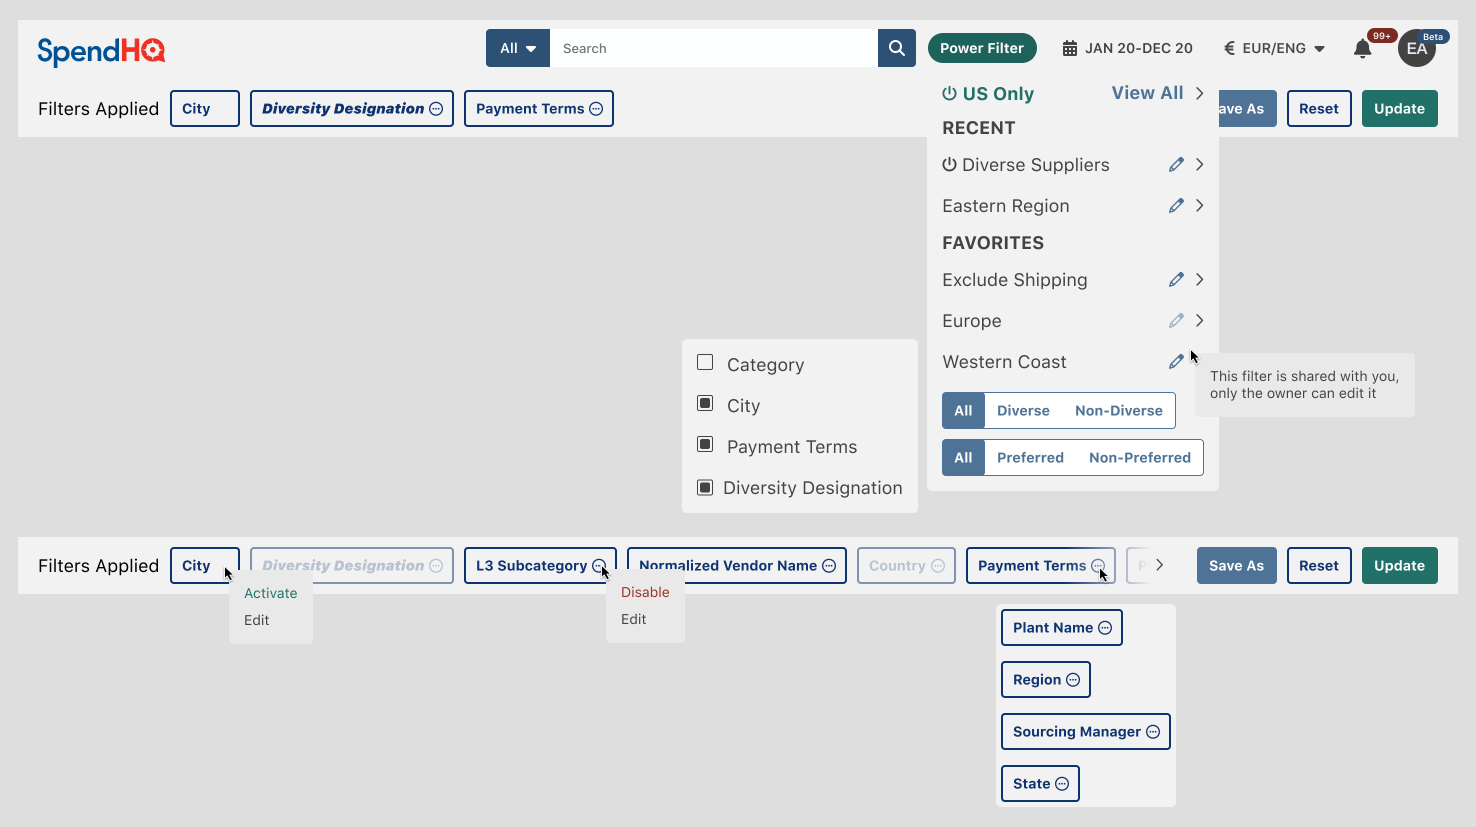 SpendHQ
All
Search
Power Filter
JAN 20-DEC 20
€ EUR/ENG
99+
EA
Beta
Filters Applied
City
Diversity Designation
Payment Terms
US Only
View All
Save As
Reset
Update
RECENT
Diverse Suppliers
Eastern Region
FAVORITES
Exclude Shipping
Europe
Western Coast
This filter is shared with you,
only the owner can edit it
All Diverse Non-Diverse
All Preferred Non-Preferred
Category
City
Payment Terms
Diversity Designation
Filters Applied
City
Diversity Designation
L3 Subcategory
Normalized Vendor Name
Country
Payment Terms
Save As
Reset
Update
Activate
Edit
Disable
Edit
Plant Name
Region
Sourcing Manager
State